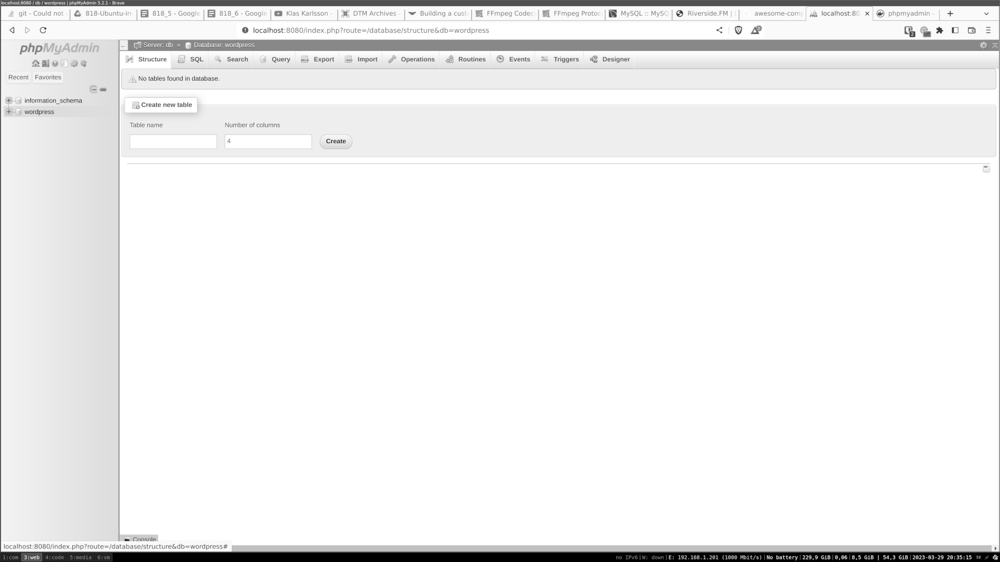 localhost:8080 / db / wordpress | phpMyAdmin 5.2.1 - Brave
git - Could not
818-Ubuntu-in-
818_5 - Google
818_6 - Google
Klas Karlsson -
DTM Archives -
Building a cust
FFmpeg Codec
FFmpeg Protoc
MySQL :: MySQ
Riverside.FM |
awesome-comp
localhost:80
phpmyadmin -
localhost:8080/index.php?route=/database/structure&db=wordpress
2
off
phpMyAdmin
Server: db » Database: wordpress
Structure SQL Search Query Export Import Operations Routines Events Triggers Designer
Recent Favorites
No tables found in database.
information_schema
wordpress
Create new table
Table name Number of columns
4 Create
Console
localhost:8080/index.php?route=/database/structure&db=wordpress#
1:com 3:web 4:code 5:media 6:vm
no IPv6|W: down|E: 192.168.1.201 (1000 Mbit/s)|No battery|229,9 GiB|0,06|8,5 GiB | 54,3 GiB|2023-03-29 20:35:15 sv